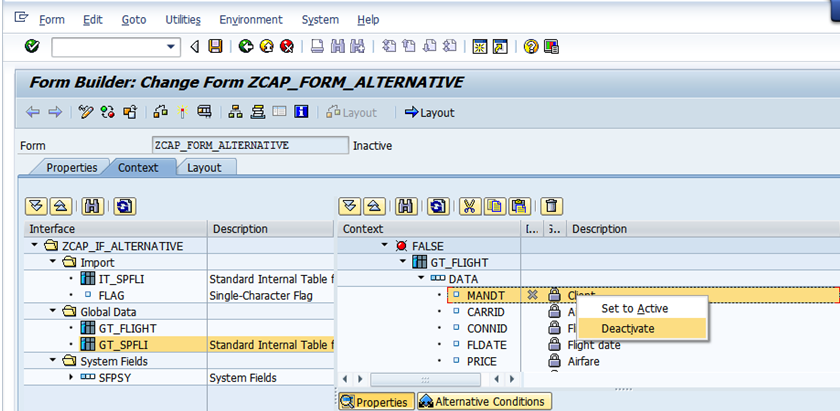 Form Edit Goto Utilities Environment System Help
Form Builder: Change Form ZCAP_FORM_ALTERNATIVE
Layout Layout
Form ZCAP_FORM_ALTERNATIVE Inactive
Properties Context Layout
Interface Description
ZCAP_IF_ALTERNATIVE
Import
IT_SPFLI Standard Internal Table f
FLAG Single-Character Flag
Global Data
GT_FLIGHT
GT_SPFLI Standard Internal Table f
System Fields
SFPSY System Fields
Context I... S.. Description
FALSE
GT_FLIGHT
DATA
MANDT Client
CARRID A
CONNID Fl
FLDATE Flight date
PRICE Airfare
Set to Active
Deactivate
Properties Alternative Conditions